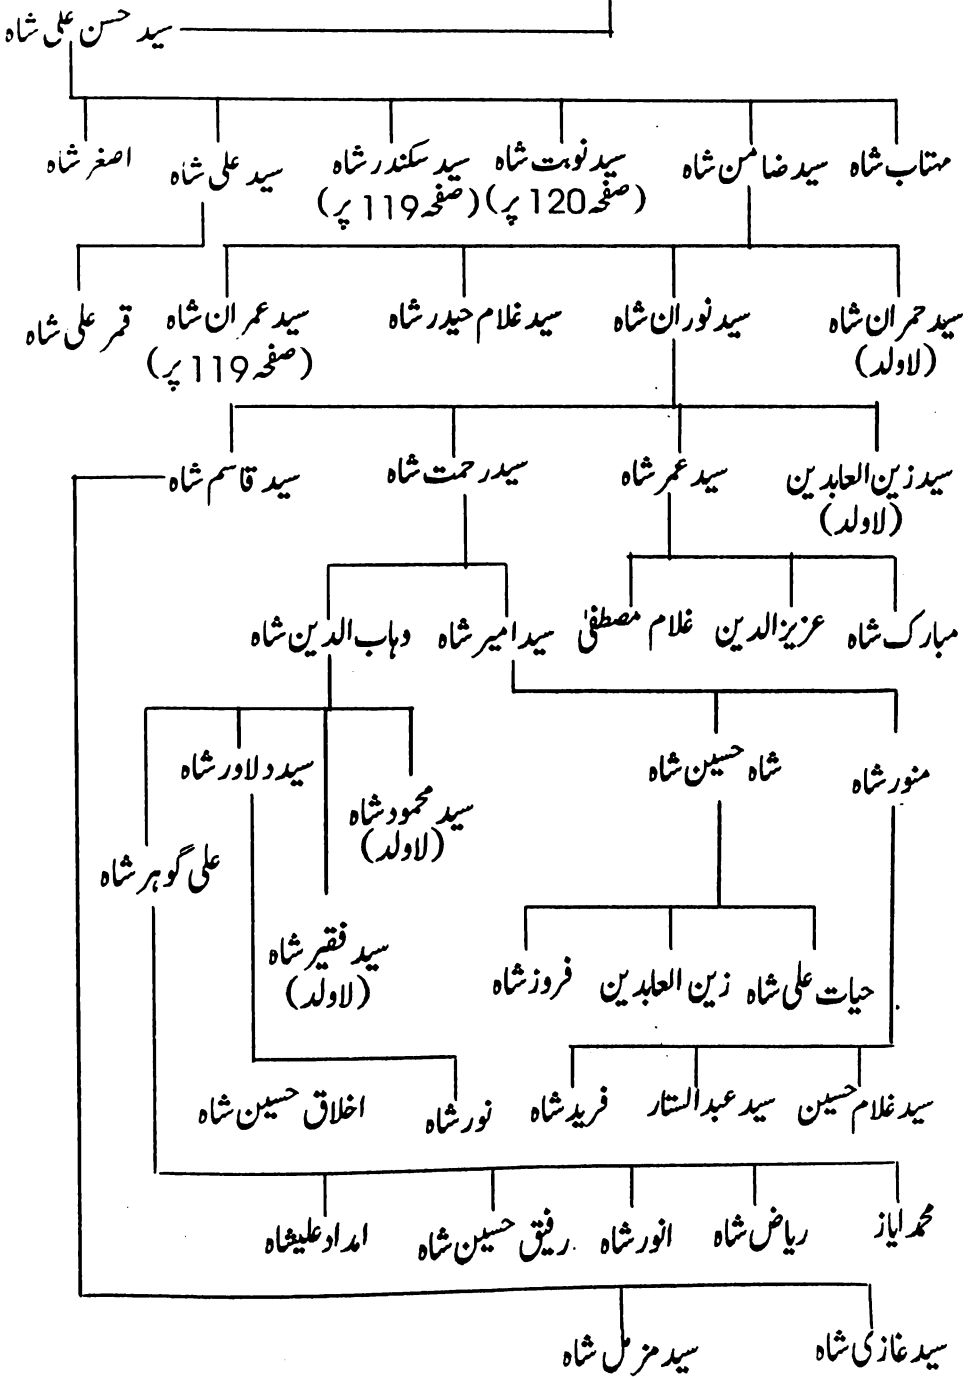 سید حسن علی شاہ
مہتاب شاہ
سید ضامن شاہ
سید نوبت شاہ
(صفحہ 120 پر)
سید سکندر شاہ
(صفحہ 119 پر)
سید علی شاہ
اصغر شاہ
سید حمران شاہ
(لاولد)
سید نوران شاہ
سید غلام حیدر شاہ
سید عمران شاہ
(صفحہ 119 پر)
قمر علی شاہ
سید زین العابدین
(لاولد)
سید عمر شاہ
سید رحمت شاہ
سید قاسم شاہ
مبارک شاہ
عزیز الدین
غلام مصطفیٰ
سید امیر شاہ
وہاب الدین شاہ
منور شاہ
شاہ حسین شاہ
سید محمود شاہ
(لاولد)
سید دلاور شاہ
علی گوہر شاہ
سید فقیر شاہ
(لاولد)
حیات علی شاہ
زین العابدین
فروز شاہ
سید غلام حسین
سید عبدالستار
فرید شاہ
نور شاہ
اخلاق حسین شاہ
محمد ایاز
ریاض شاہ
انور شاہ
رفیق حسین شاہ
امداد علیشاہ
سید غازی شاہ
سید مزمل شاہ